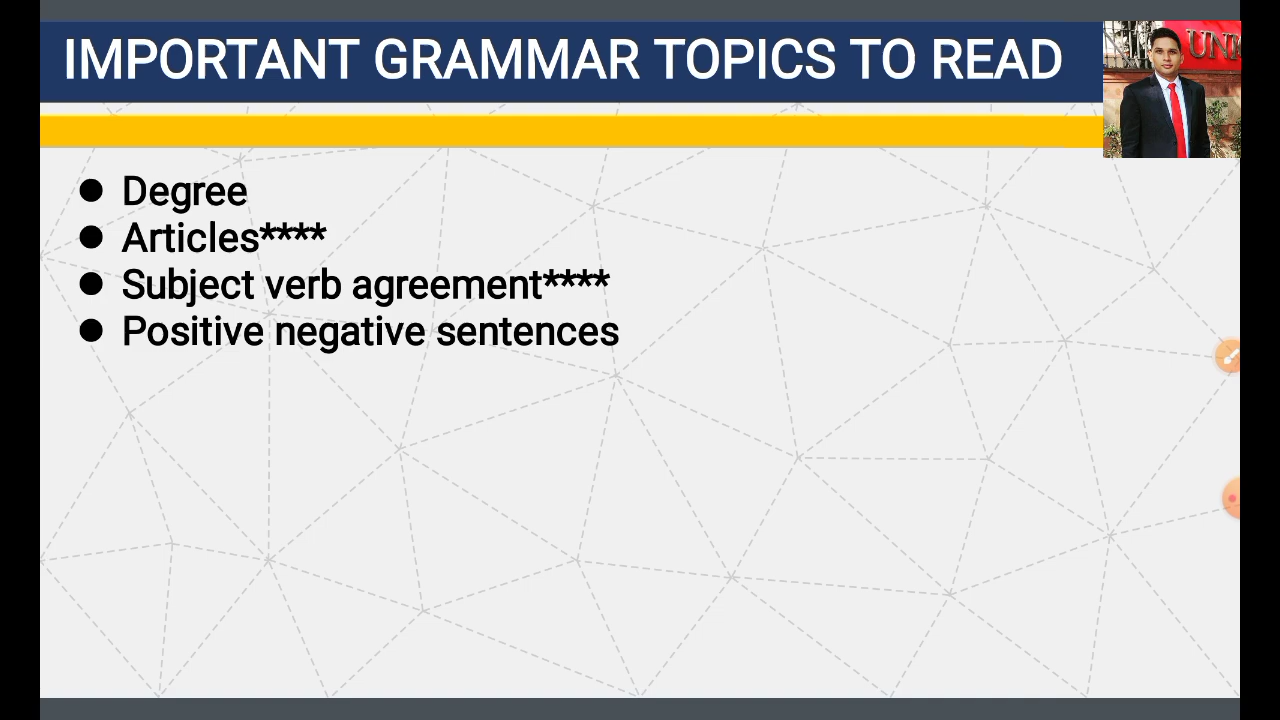 IMPORTANT GRAMMAR TOPICS TO READ
● Degree
● Articles****
● Subject verb agreement****
● Positive negative sentences